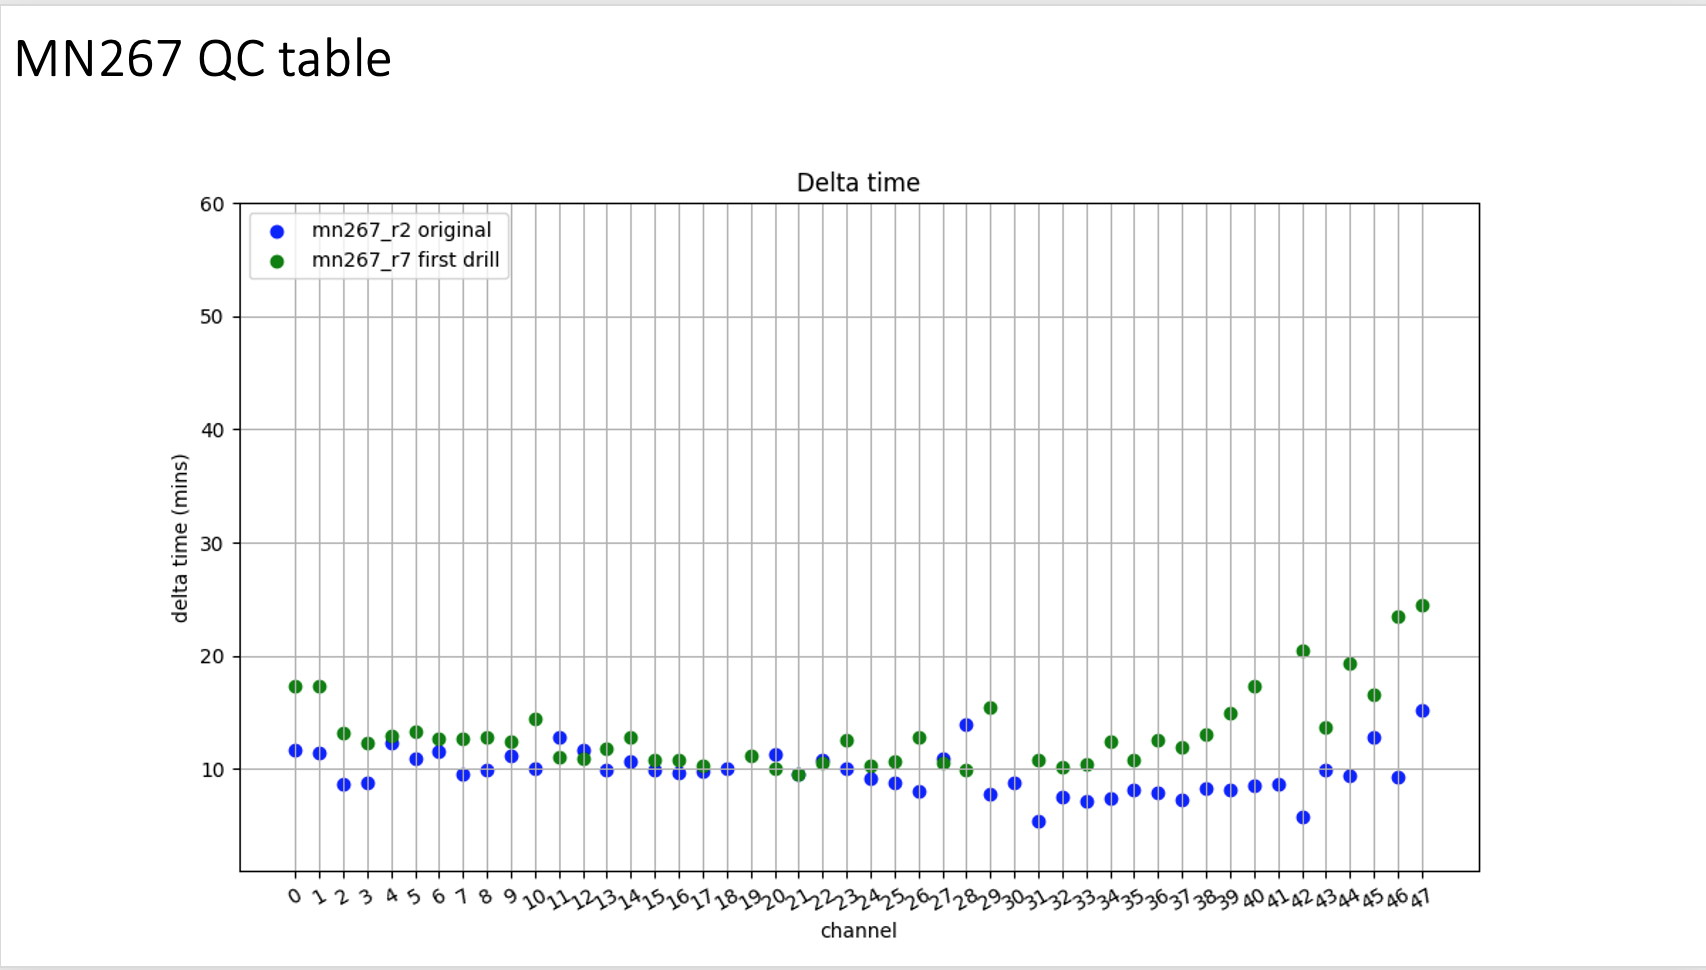 MN267 QC table
Delta time
mn267_r2 original
mn267_r7 first drill
60
50
40
30
20
10
delta time (mins)
0 1 2 3 4 5 6 7 8 9 10 11 12 13 14 15 16 17 18 19 20 21 22 23 24 25 26 27 28 29 30 31 32 33 34 35 36 37 38 39 40 41 42 43 44 45 46 47
channel